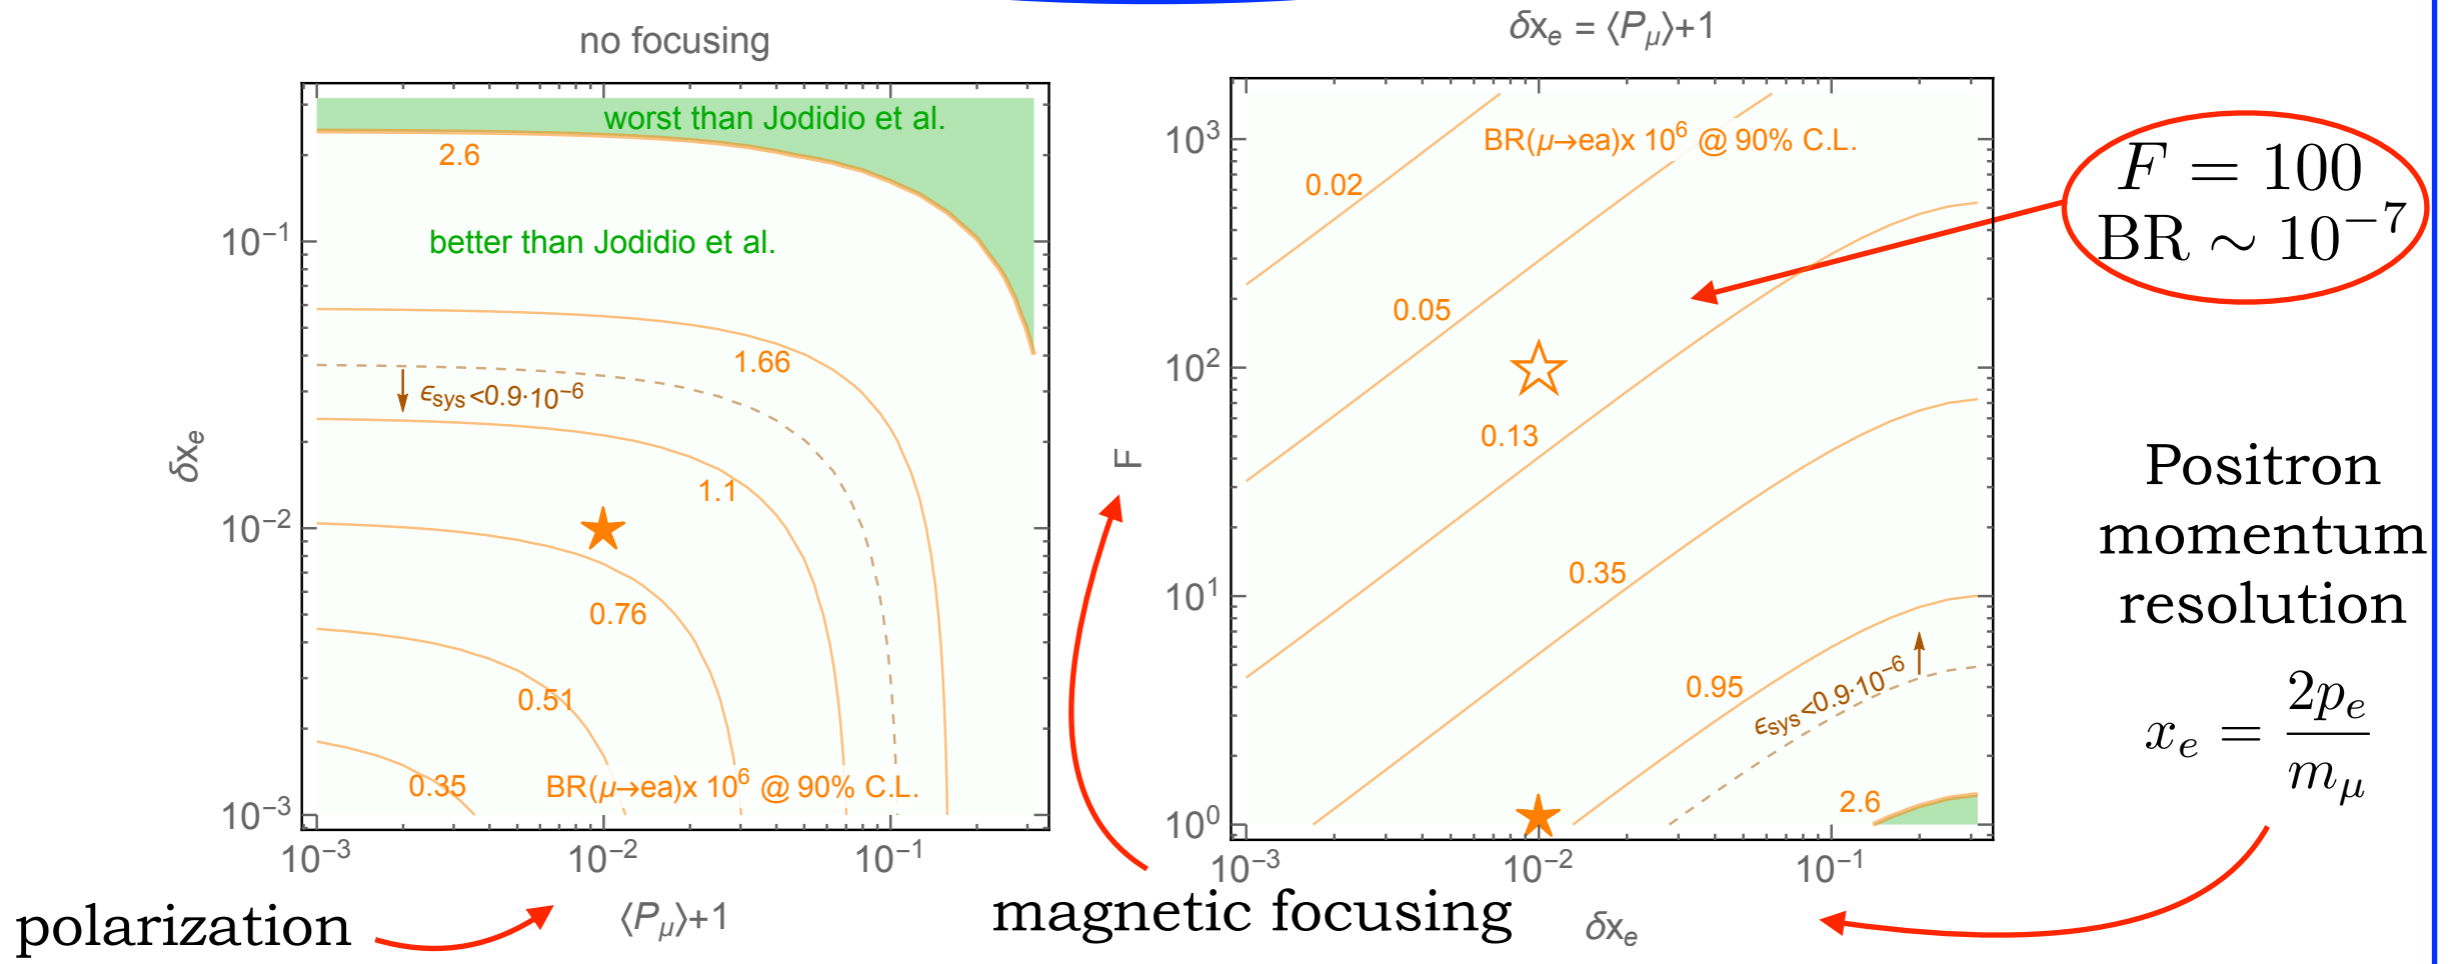 no focusing
worst than Jodidio et al.
2.6
better than Jodidio et al.
1.66
ϵsys<0.9·10⁻⁶
1.1
0.76
0.51
0.35
BR(μ→ea)x 10⁶ @ 90% C.L.
10⁻¹
10⁻²
10⁻³
δxₑ
10⁻³ 10⁻² 10⁻¹
⟨Pμ⟩+1
polarization
δxₑ = ⟨Pμ⟩+1
BR(μ→ea)x 10⁶ @ 90% C.L.
0.02
0.05
0.13
0.35
0.95
ϵsys<0.9·10⁻⁶
2.6
10³
10²
10¹
10⁰
F
10⁻³ 10⁻² 10⁻¹
δxₑ
magnetic focusing
F = 100
BR ∼ 10⁻⁷
Positron
momentum
resolution
xₑ = 2pₑ / mμ